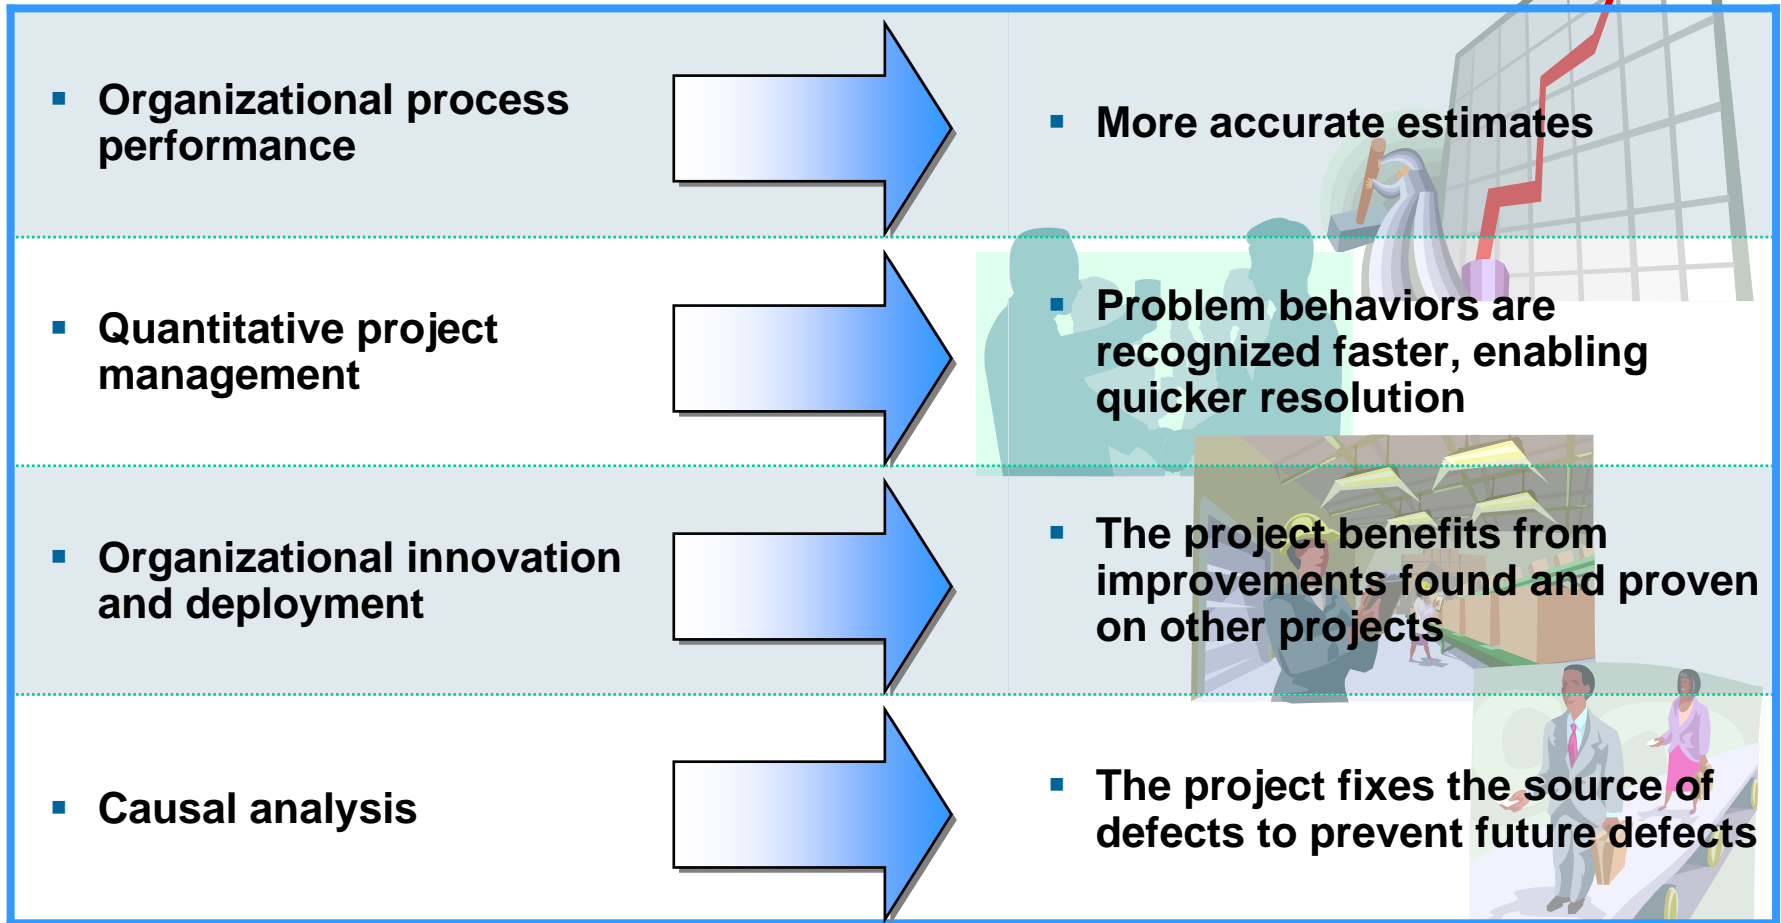 ▪ Organizational process
performance
▪ More accurate estimates
▪ Quantitative project
management
▪ Problem behaviors are
recognized faster, enabling
quicker resolution
▪ Organizational innovation
and deployment
▪ The project benefits from
improvements found and proven
on other projects
▪ Causal analysis
▪ The project fixes the source of
defects to prevent future defects